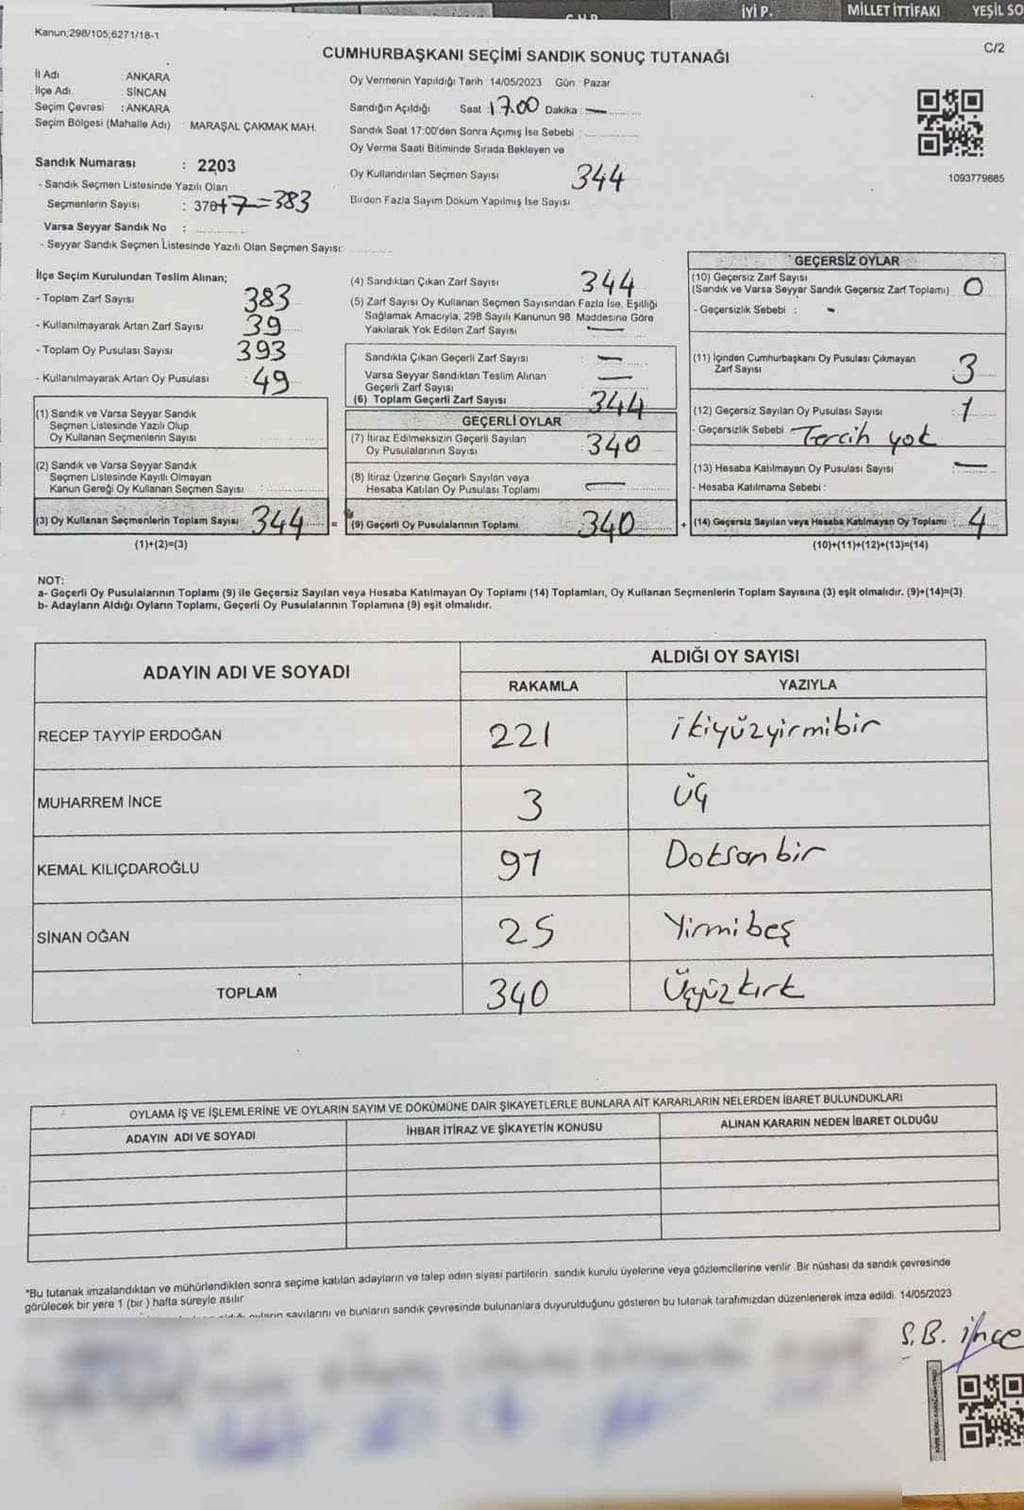 İYİ P.
MİLLET İTTİFAKI
YEŞİL SO
Kanun;298/105,6271/18-1
C/2
CUMHURBAŞKANI SEÇİMİ SANDIK SONUÇ TUTANAĞI
İl Adı : ANKARA
İlçe Adı : SİNCAN
Seçim Çevresi : ANKARA
Seçim Bölgesi (Mahalle Adı) MARAŞAL ÇAKMAK MAH.
Sandık Numarası : 2203
- Sandık Seçmen Listesinde Yazılı Olan
Seçmenlerin Sayısı : 376+7=383
Varsa Seyyar Sandık No :
- Seyyar Sandık Seçmen Listesinde Yazılı Olan Seçmen Sayısı:
Oy Vermenin Yapıldığı Tarih 14/05/2023 Gün Pazar
Sandığın Açıldığı Saat : 17.00 Dakika : —
Sandık Saat 17:00'den Sonra Açımış İse Sebebi :
Oy Verme Saati Bitiminde Sırada Bekleyen ve
Oy Kullandırılan Seçmen Sayısı 344
Birden Fazla Sayım Döküm Yapılmış İse Sayısı
1093779885
İlçe Seçim Kurulundan Teslim Alınan;
- Toplam Zarf Sayısı 383
- Kullanılmayarak Artan Zarf Sayısı : 39
- Toplam Oy Pusulası Sayısı 393
- Kullanılmayarak Artan Oy Pusulası : 49
(1) Sandık ve Varsa Seyyar Sandık
Seçmen Listesinde Yazılı Olup
Oy Kullanan Seçmenlerin Sayısı :
(2) Sandık ve Varsa Seyyar Sandık
Seçmen Listesinde Kayıtlı Olmayan
Kanun Gereği Oy Kullanan Seçmen Sayısı :
(3) Oy Kullanan Seçmenlerin Toplam Sayısı 344 =
(1)+(2)=(3)
(4) Sandıktan Çıkan Zarf Sayısı 344
(5) Zarf Sayısı Oy Kullanan Seçmen Sayısından Fazla İse, Eşitliği
Sağlamak Amacıyla, 298 Sayılı Kanunun 98. Maddesine Göre
Yakılarak Yok Edilen Zarf Sayısı —
Sandıkta Çıkan Geçerli Zarf Sayısı —
Varsa Seyyar Sandıktan Teslim Alınan
Geçerli Zarf Sayısı —
(6) Toplam Geçerli Zarf Sayısı 344
GEÇERLİ OYLAR
(7) İtiraz Edilmeksizin Geçerli Sayılan
Oy Pusulalarının Sayısı 340
(8) İtiraz Üzerine Geçerli Sayılan veya
Hesaba Katılan Oy Pusulası Toplamı —
(9) Geçerli Oy Pusulalarının Toplamı 340 +
GEÇERSİZ OYLAR
(10) Geçersiz Zarf Sayısı
(Sandık ve Varsa Seyyar Sandık Geçersiz Zarf Toplamı) 0
- Geçersizlik Sebebi : -
(11) İçinden Cumhurbaşkanı Oy Pusulası Çıkmayan
Zarf Sayısı 3
(12) Geçersiz Sayılan Oy Pusulası Sayısı : 1
- Geçersizlik Sebebi Tercih yok
(13) Hesaba Katılmayan Oy Pusulası Sayısı : —
- Hesaba Katılmama Sebebi :
(14) Geçersiz Sayılan veya Hesaba Katılmayan Oy Toplamı : 4
(10)+(11)+(12)+(13)=(14)
NOT:
a- Geçerli Oy Pusulalarının Toplamı (9) ile Geçersiz Sayılan veya Hesaba Katılmayan Oy Toplamı (14) Toplamları, Oy Kullanan Seçmenlerin Toplam Sayısına (3) eşit olmalıdır. (9)+(14)=(3)
b- Adayların Aldığı Oyların Toplamı, Geçerli Oy Pusulalarının Toplamına (9) eşit olmalıdır.
ADAYIN ADI VE SOYADI
ALDIĞI OY SAYISI
RAKAMLA YAZIYLA
RECEP TAYYİP ERDOĞAN 221 ikiyüzyirmibir
MUHARREM İNCE 3 üç
KEMAL KILIÇDAROĞLU 97 Doksanbir
SİNAN OĞAN 25 Yirmibeş
TOPLAM 340 Üçyüzkırk
OYLAMA İŞ VE İŞLEMLERİNE VE OYLARIN SAYIM VE DÖKÜMÜNE DAİR ŞİKAYETLERLE BUNLARA AİT KARARLARIN NELERDEN İBARET BULUNDUKLARI
ADAYIN ADI VE SOYADI İHBAR İTİRAZ VE ŞİKAYETİN KONUSU ALINAN KARARIN NEDEN İBARET OLDUĞU
*Bu tutanak imzalandıktan ve mühürlendikten sonra seçime katılan adayların ve talep eden siyasi partilerin sandık kurulu üyelerine veya gözlemcilerine verilir. Bir nüshası da sandık çevresinde
görülecek bir yere 1 (bir ) hafta süreyle asılır
sayılarını ve bunların sandık çevresinde bulunanlara duyurulduğunu gösteren bu tutanak tarafımızdan düzenlenerek imza edildi. 14/05/2023
S.B. ince